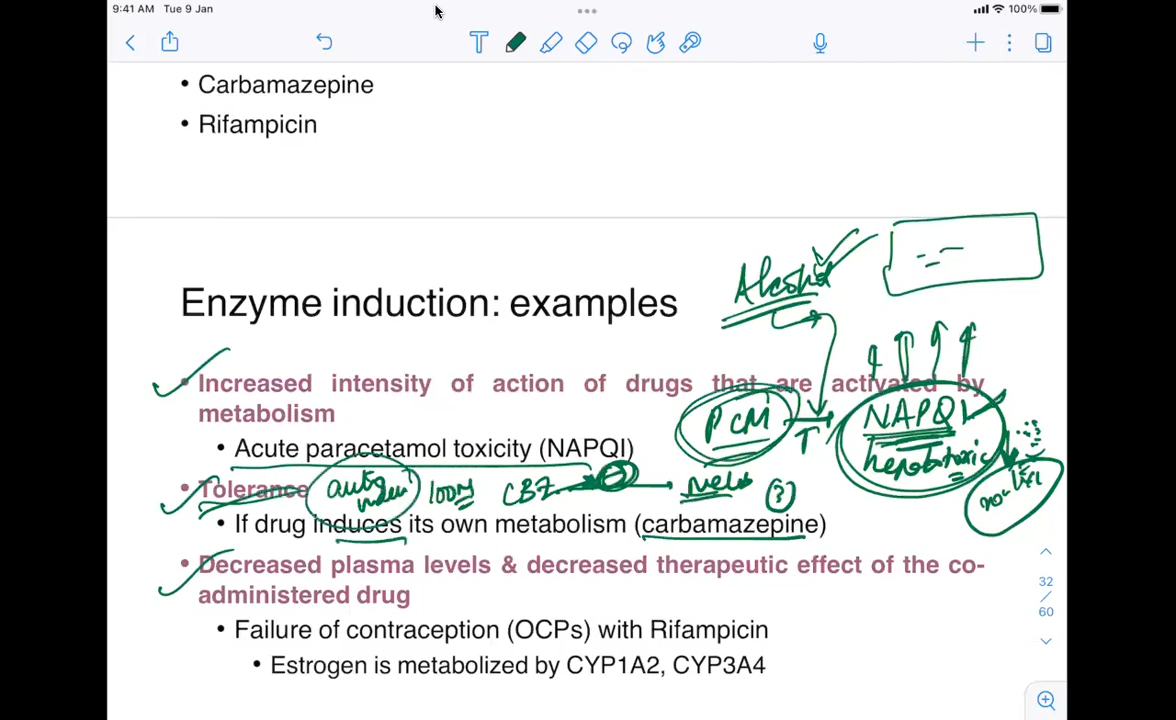 9:41 AM Tue 9 Jan
100%
• Carbamazepine
• Rifampicin
Alcohol
Enzyme induction: examples
• Increased intensity of action of drugs that are activated by
metabolism
PCM
NAPQI
hepatotoxic
• Acute paracetamol toxicity (NAPQI)
• Tolerance
100M CBZ
• If drug induces its own metabolism (carbamazepine)
• Decreased plasma levels & decreased therapeutic effect of the co-
administered drug
32
/
60
• Failure of contraception (OCPs) with Rifampicin
• Estrogen is metabolized by CYP1A2, CYP3A4